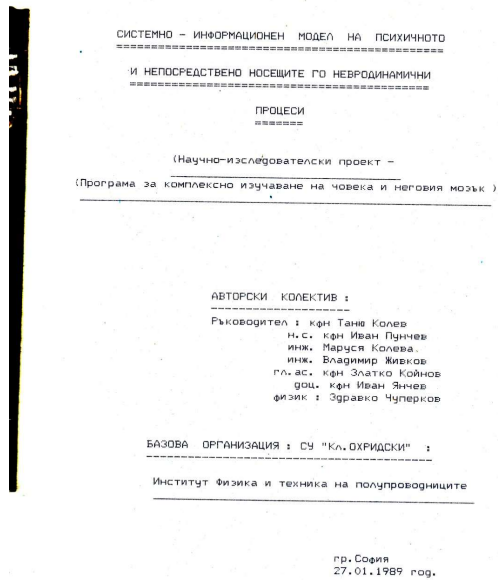 СИСТЕМНО - ИНФОРМАЦИОНЕН МОДЕЛ НА ПСИХИЧНОТО
И НЕПОСРЕДСТВЕНО НОСЕЩИТЕ ГО НЕВРОДИНАМИЧНИ
ПРОЦЕСИ
(Научно-изследователски проект -
(Програма за комплексно изучаване на човека и неговия мозък )
АВТОРСКИ КОЛЕКТИВ :
Ръководител : кфн Таню Колев
н.с. кфн Иван Пунчев
инж. Маруся Колева.
инж. Владимир Живков
гл.ас. кфн Златко Койнов
доц. кфн Иван Янчев
физик : Здравко Чуперков
БАЗОВА ОРГАНИЗАЦИЯ : СУ "Кл.ОХРИДСКИ" :
Институт Физика и техника на полупроводниците
гр.София
27.01.1989 год.